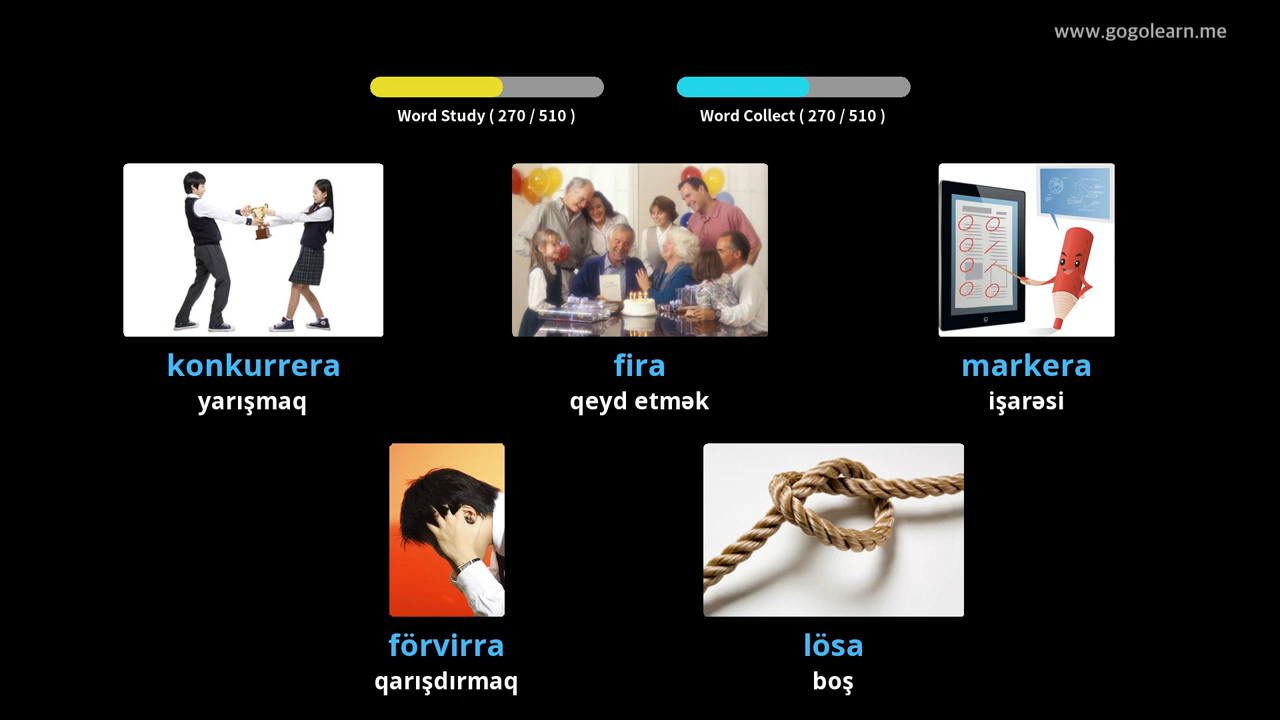 www.gogolearn.me
Word Study ( 270 / 510 )
Word Collect ( 270 / 510 )
konkurrera
yarışmaq
fira
qeyd etmək
markera
işarəsi
förvirra
qarışdırmaq
lösa
boş